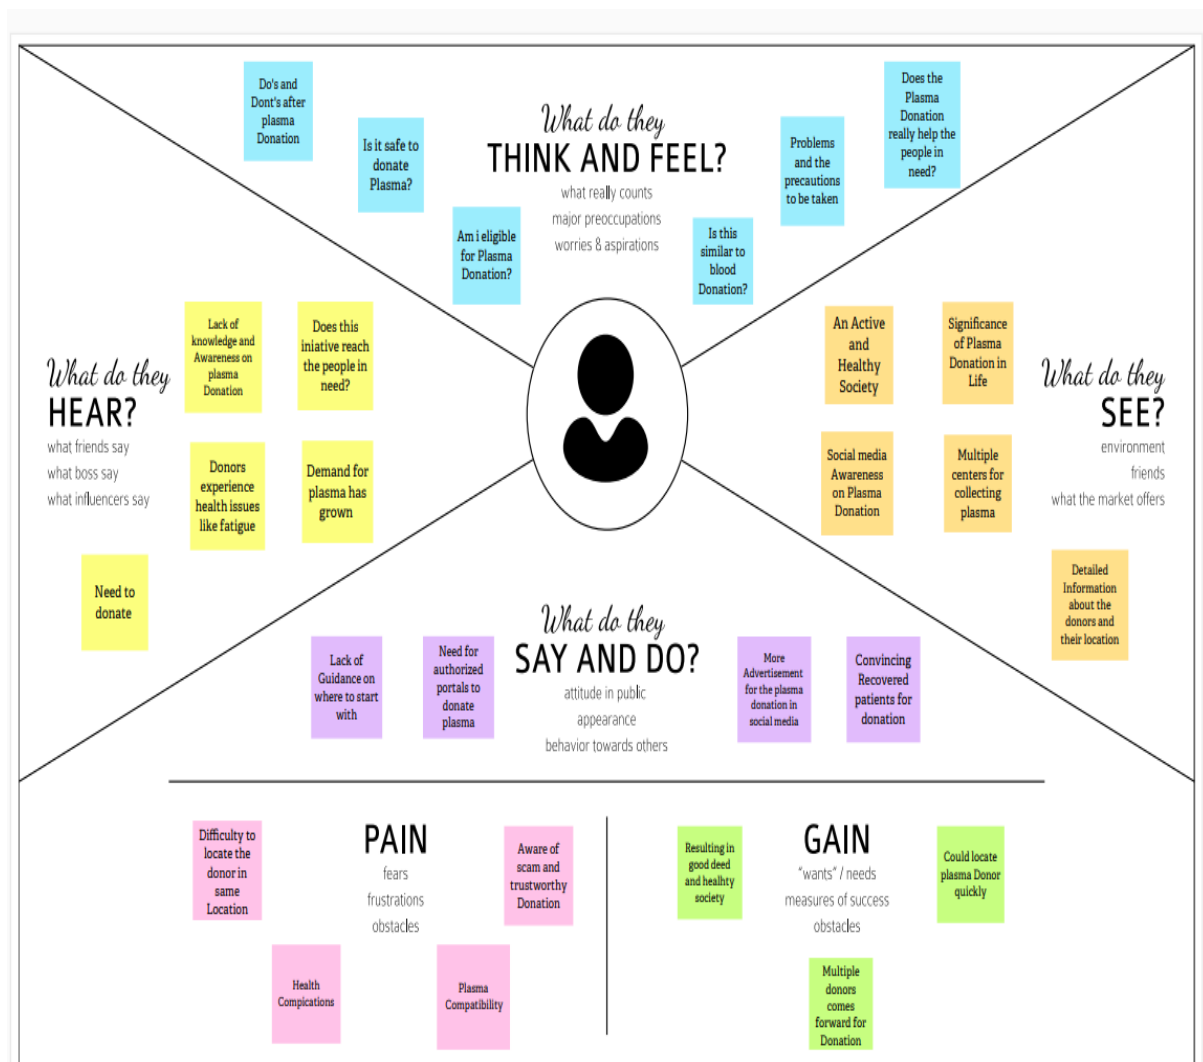 What do they
THINK AND FEEL?
what really counts
major preoccupations
worries & aspirations
Do's and
Dont's after
plasma
Donation
Is it safe to
donate
Plasma?
Am i eligible
for Plasma
Donation?
Is this
similar to
blood
Donation?
Problems
and the
precautions
to be taken
Does the
Plasma
Donation
really help the
people in
need?
What do they
HEAR?
what friends say
what boss say
what influencers say
Lack of
knowledge and
Awareness on
plasma
Donation
Does this
iniative reach
the people in
need?
Donors
experience
health issues
like fatigue
Demand for
plasma has
grown
Need to
donate
What do they
SEE?
environment
friends
what the market offers
An Active
and
Healthy
Society
Significance
of Plasma
Donation in
Life
Social media
Awareness
on Plasma
Donation
Multiple
centers for
collecting
plasma
Detailed
Information
about the
donors and
their location
What do they
SAY AND DO?
attitude in public
appearance
behavior towards others
Lack of
Guidance on
where to start
with
Need for
authorized
portals to
donate
plasma
More
Advertisement
for the plasma
donation in
social media
Convincing
Recovered
patients for
donation
PAIN
fears
frustrations
obstacles
Difficulty to
locate the
donor in
same
Location
Aware of
scam and
trustworthy
Donation
Health
Compications
Plasma
Compatibility
GAIN
"wants" / needs
measures of success
obstacles
Resulting in
good deed
and healhty
society
Could locate
plasma Donor
quickly
Multiple
donors
comes
forward for
Donation